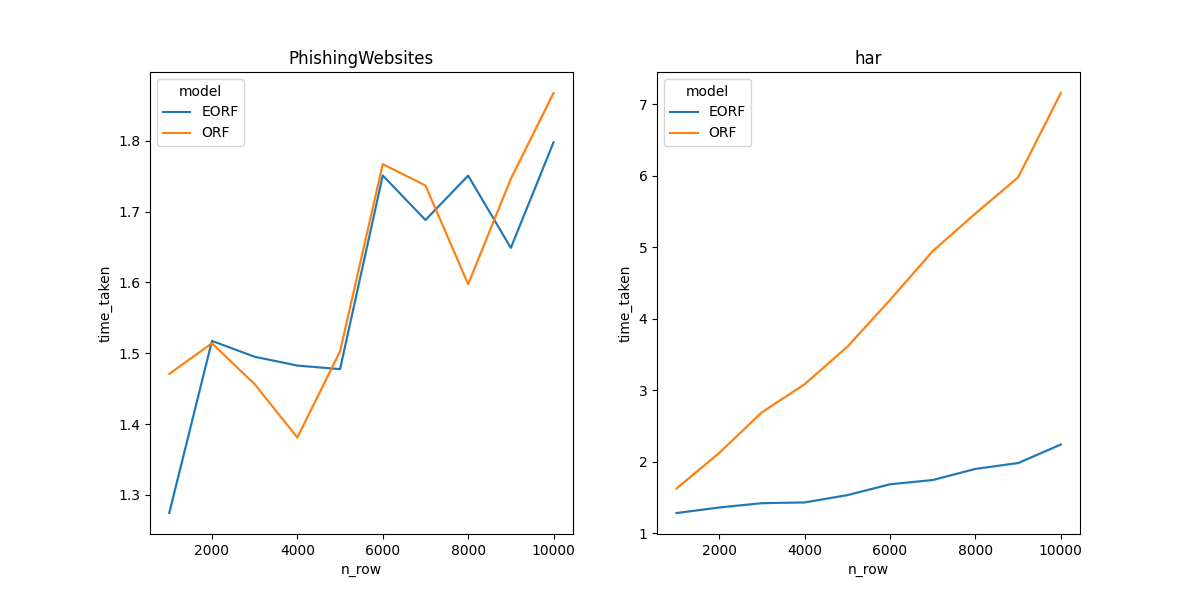 PhishingWebsites
model
EORF
ORF
time_taken
1.8
1.7
1.6
1.5
1.4
1.3
2000 4000 6000 8000 10000
n_row
har
model
EORF
ORF
time_taken
7
6
5
4
3
2
1
2000 4000 6000 8000 10000
n_row